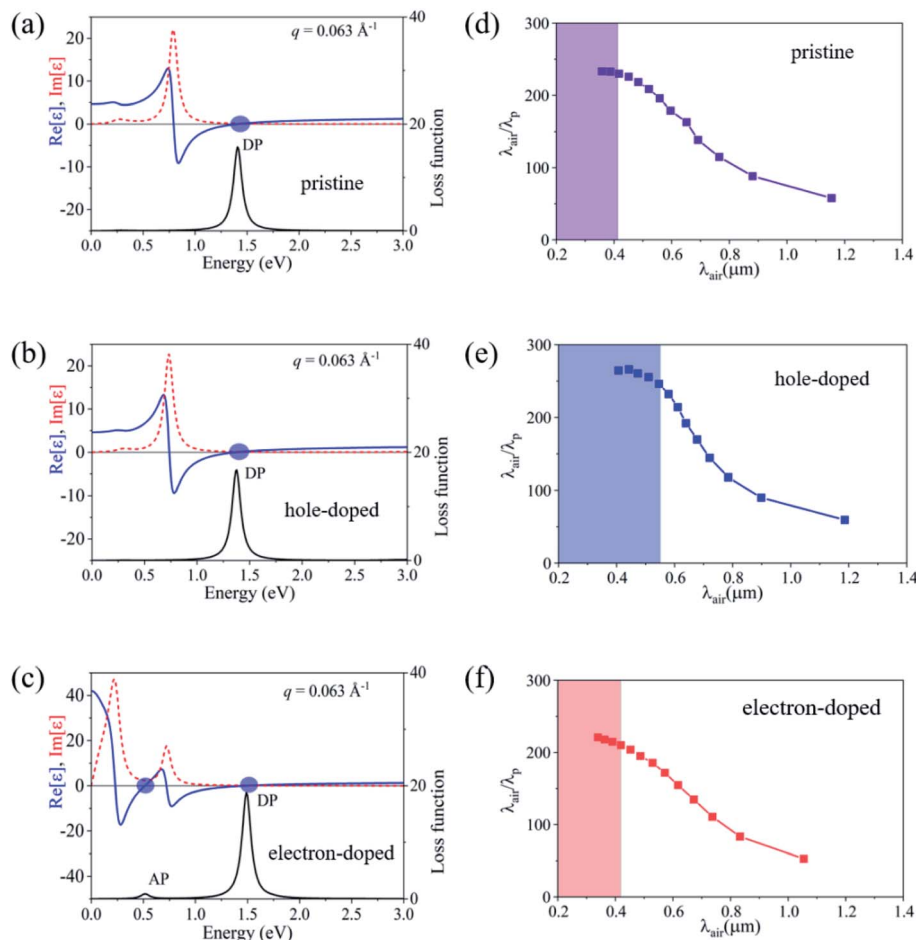 (a)
20
10
0
-10
-20
Re[ε], Im[ε]
q = 0.063 Å-1
DP
pristine
40
20
0
Loss function
0.0 0.5 1.0 1.5 2.0 2.5 3.0
Energy (eV)
(d)
300
200
100
0
λair/λp
pristine
0.2 0.4 0.6 0.8 1.0 1.2 1.4
λair(μm)
(b)
20
10
0
-10
-20
Re[ε], Im[ε]
q = 0.063 Å-1
DP
hole-doped
40
20
0
Loss function
0.0 0.5 1.0 1.5 2.0 2.5 3.0
Energy (eV)
(e)
300
200
100
0
λair/λp
hole-doped
0.2 0.4 0.6 0.8 1.0 1.2 1.4
λair(μm)
(c)
40
20
0
-20
-40
Re[ε], Im[ε]
q = 0.063 Å-1
DP
AP
electron-doped
40
20
0
Loss function
0.0 0.5 1.0 1.5 2.0 2.5 3.0
Energy (eV)
(f)
300
200
100
0
λair/λp
electron-doped
0.2 0.4 0.6 0.8 1.0 1.2 1.4
λair(μm)